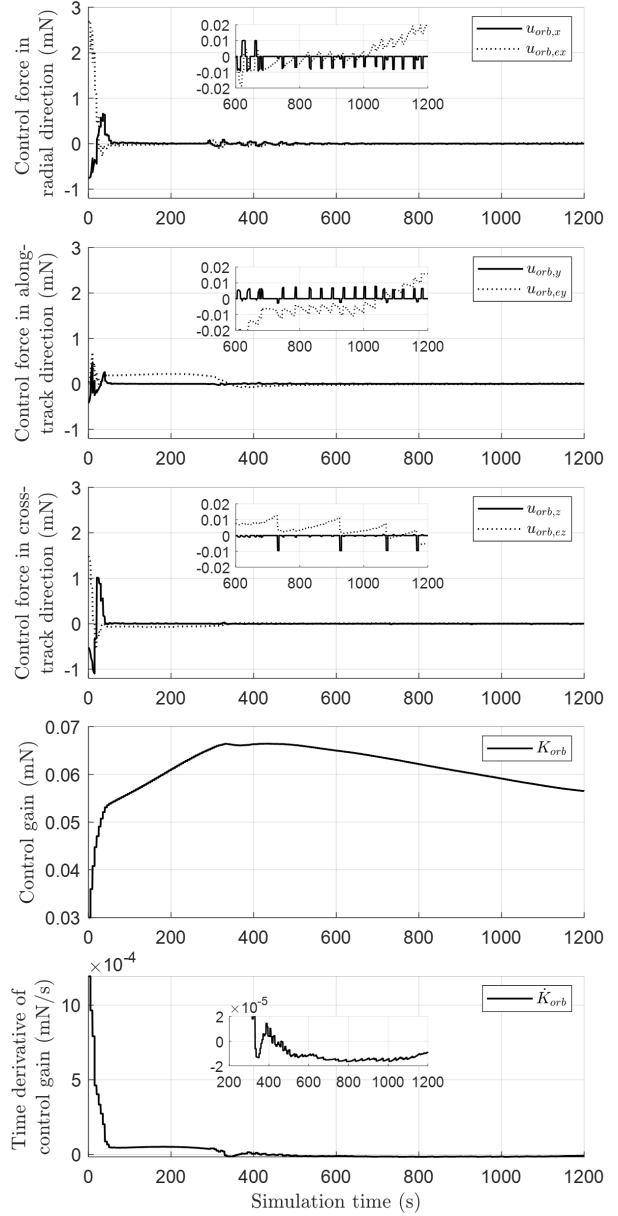 Control force in
radial direction (mN)
3
2
1
0
-1
0 200 400 600 800 1000 1200
0.02
0.01
0
-0.01
-0.02
600 800 1000 1200
u_{orb,x}
u_{orb,ex}
Control force in along-
track direction (mN)
3
2
1
0
-1
0 200 400 600 800 1000 1200
0.02
0.01
0
-0.01
-0.02
600 800 1000 1200
u_{orb,y}
u_{orb,ey}
Control force in cross-
track direction (mN)
3
2
1
0
-1
0 200 400 600 800 1000 1200
0.02
0.01
0
-0.01
-0.02
600 800 1000 1200
u_{orb,z}
u_{orb,ez}
Control gain (mN)
0.07
0.06
0.05
0.04
0.03
0 200 400 600 800 1000 1200
K_{orb}
Time derivative of
control gain (mN/s)
×10^{-4}
10
5
0
0 200 400 600 800 1000 1200
×10^{-5}
2
0
-2
200 400 600 800 1000 1200
K̇_{orb}
Simulation time (s)